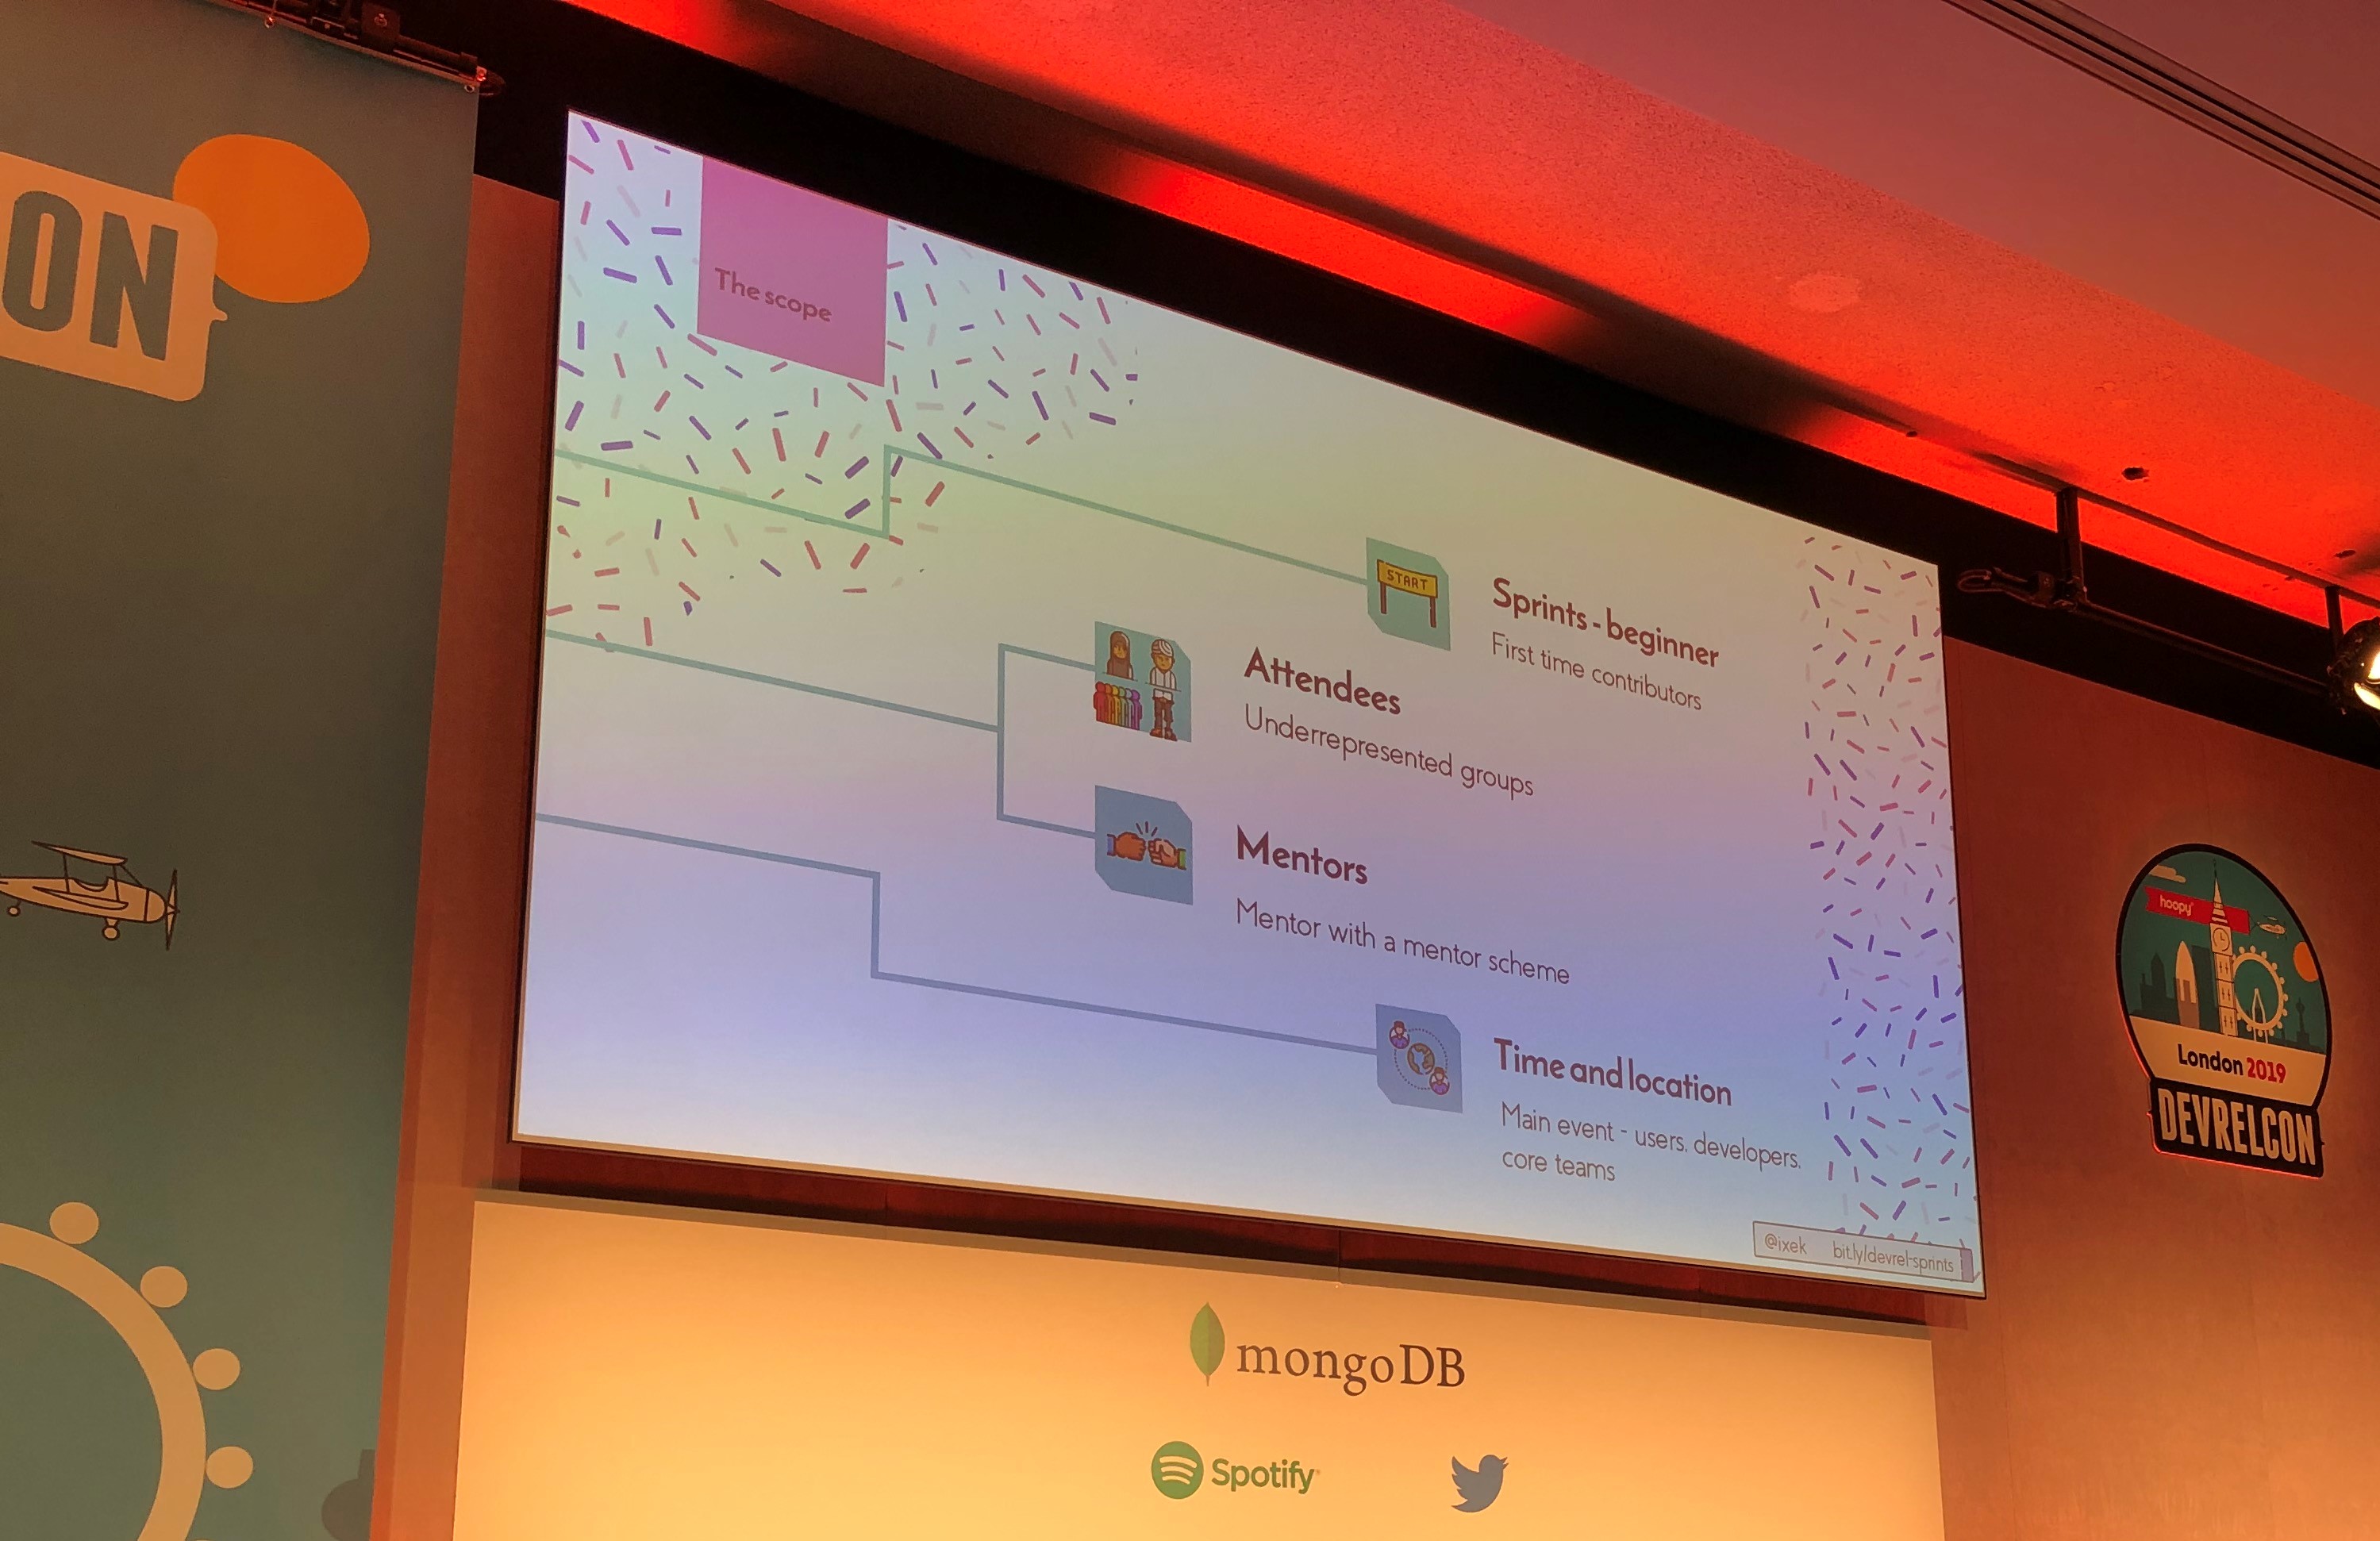 ON
The scope
START
Sprints - beginner
First time contributors
Attendees
Underrepresented groups
Mentors
Mentor with a mentor scheme
Time and location
Main event - users, developers,
core teams
@ixek bit.ly/devrel-sprints
hoopy
London 2019
DEVRELCON
mongoDB
Spotify